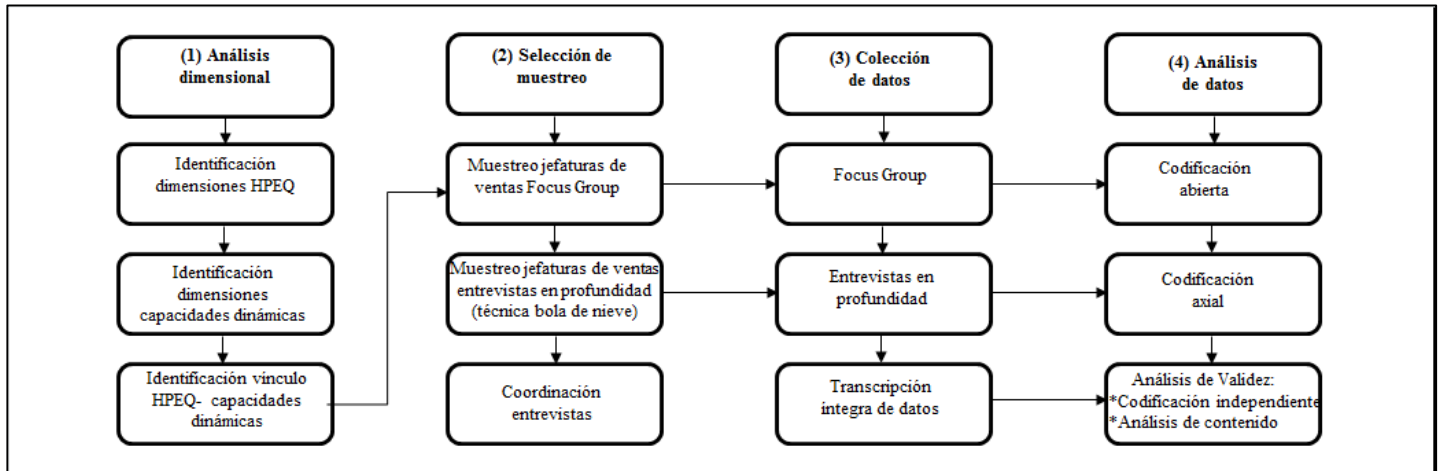 (1) Análisis
dimensional
Identificación
dimensiones HPEQ
Identificación
dimensiones
capacidades dinámicas
Identificación vinculo
HPEQ- capacidades
dinámicas
(2) Selección de
muestreo
Muestreo jefaturas de
ventas Focus Group
Muestreo jefaturas de ventas
entrevistas en profundidad
(técnica bola de nieve)
Coordinación
entrevistas
(3) Colección
de datos
Focus Group
Entrevistas en
profundidad
Transcripción
integra de datos
(4) Análisis
de datos
Codificación
abierta
Codificación
axial
Análisis de Validez:
*Codificación independiente
*Análisis de contenido